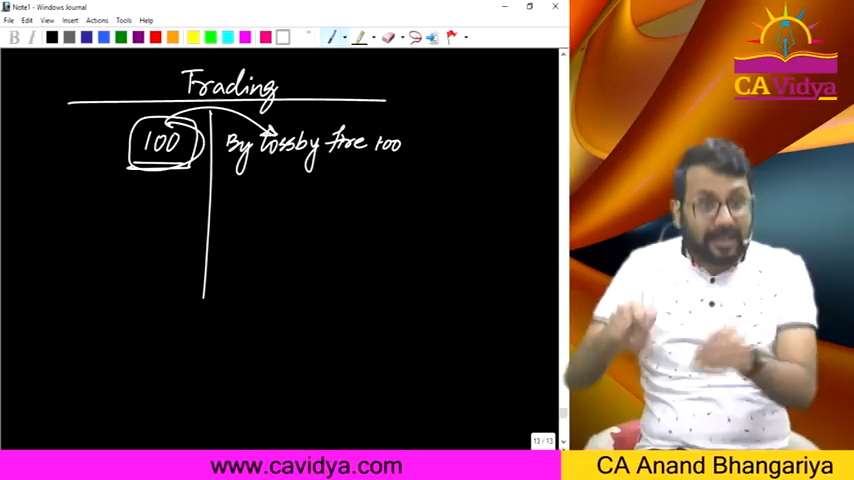 Note1 - Windows Journal
File Edit View Insert Actions Tools Help
B I
Trading
100
By loss by fire 100
13 / 13
CA Vidya
www.cavidya.com
CA Anand Bhangariya